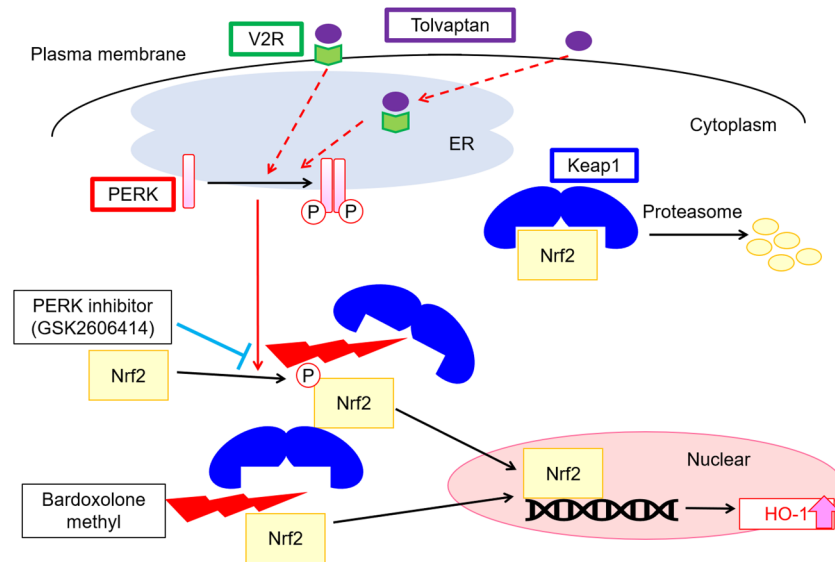 V2R
Tolvaptan
Plasma membrane
Cytoplasm
ER
Keap1
PERK
P
P
Proteasome
Nrf2
PERK inhibitor
(GSK2606414)
Nrf2
P
Nrf2
Nuclear
Nrf2
Bardoxolone
methyl
Nrf2
HO-1